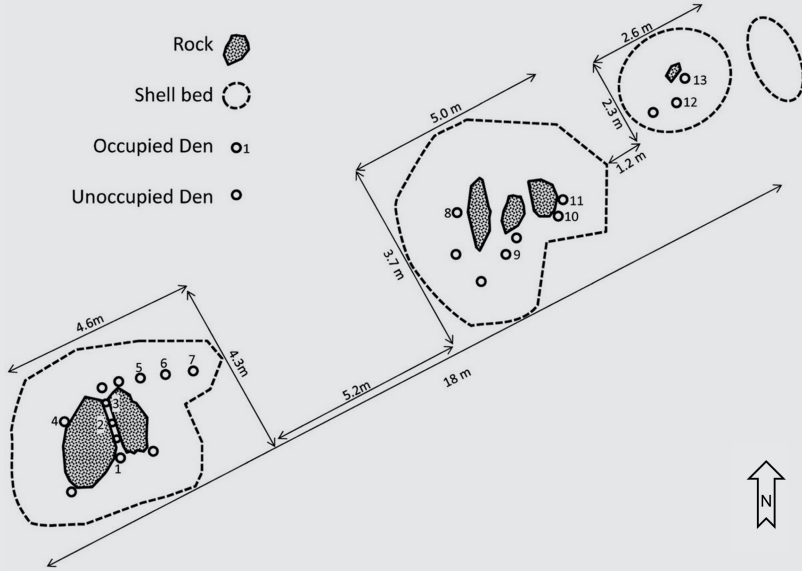 Rock
Shell bed
Occupied Den 1
Unoccupied Den
2.6 m
2.3 m
13
12
1.2 m
5.0 m
3.7 m
8
11
10
9
4.6m
4.3m
5.2m
18 m
5
6
7
3
4
2
1
N